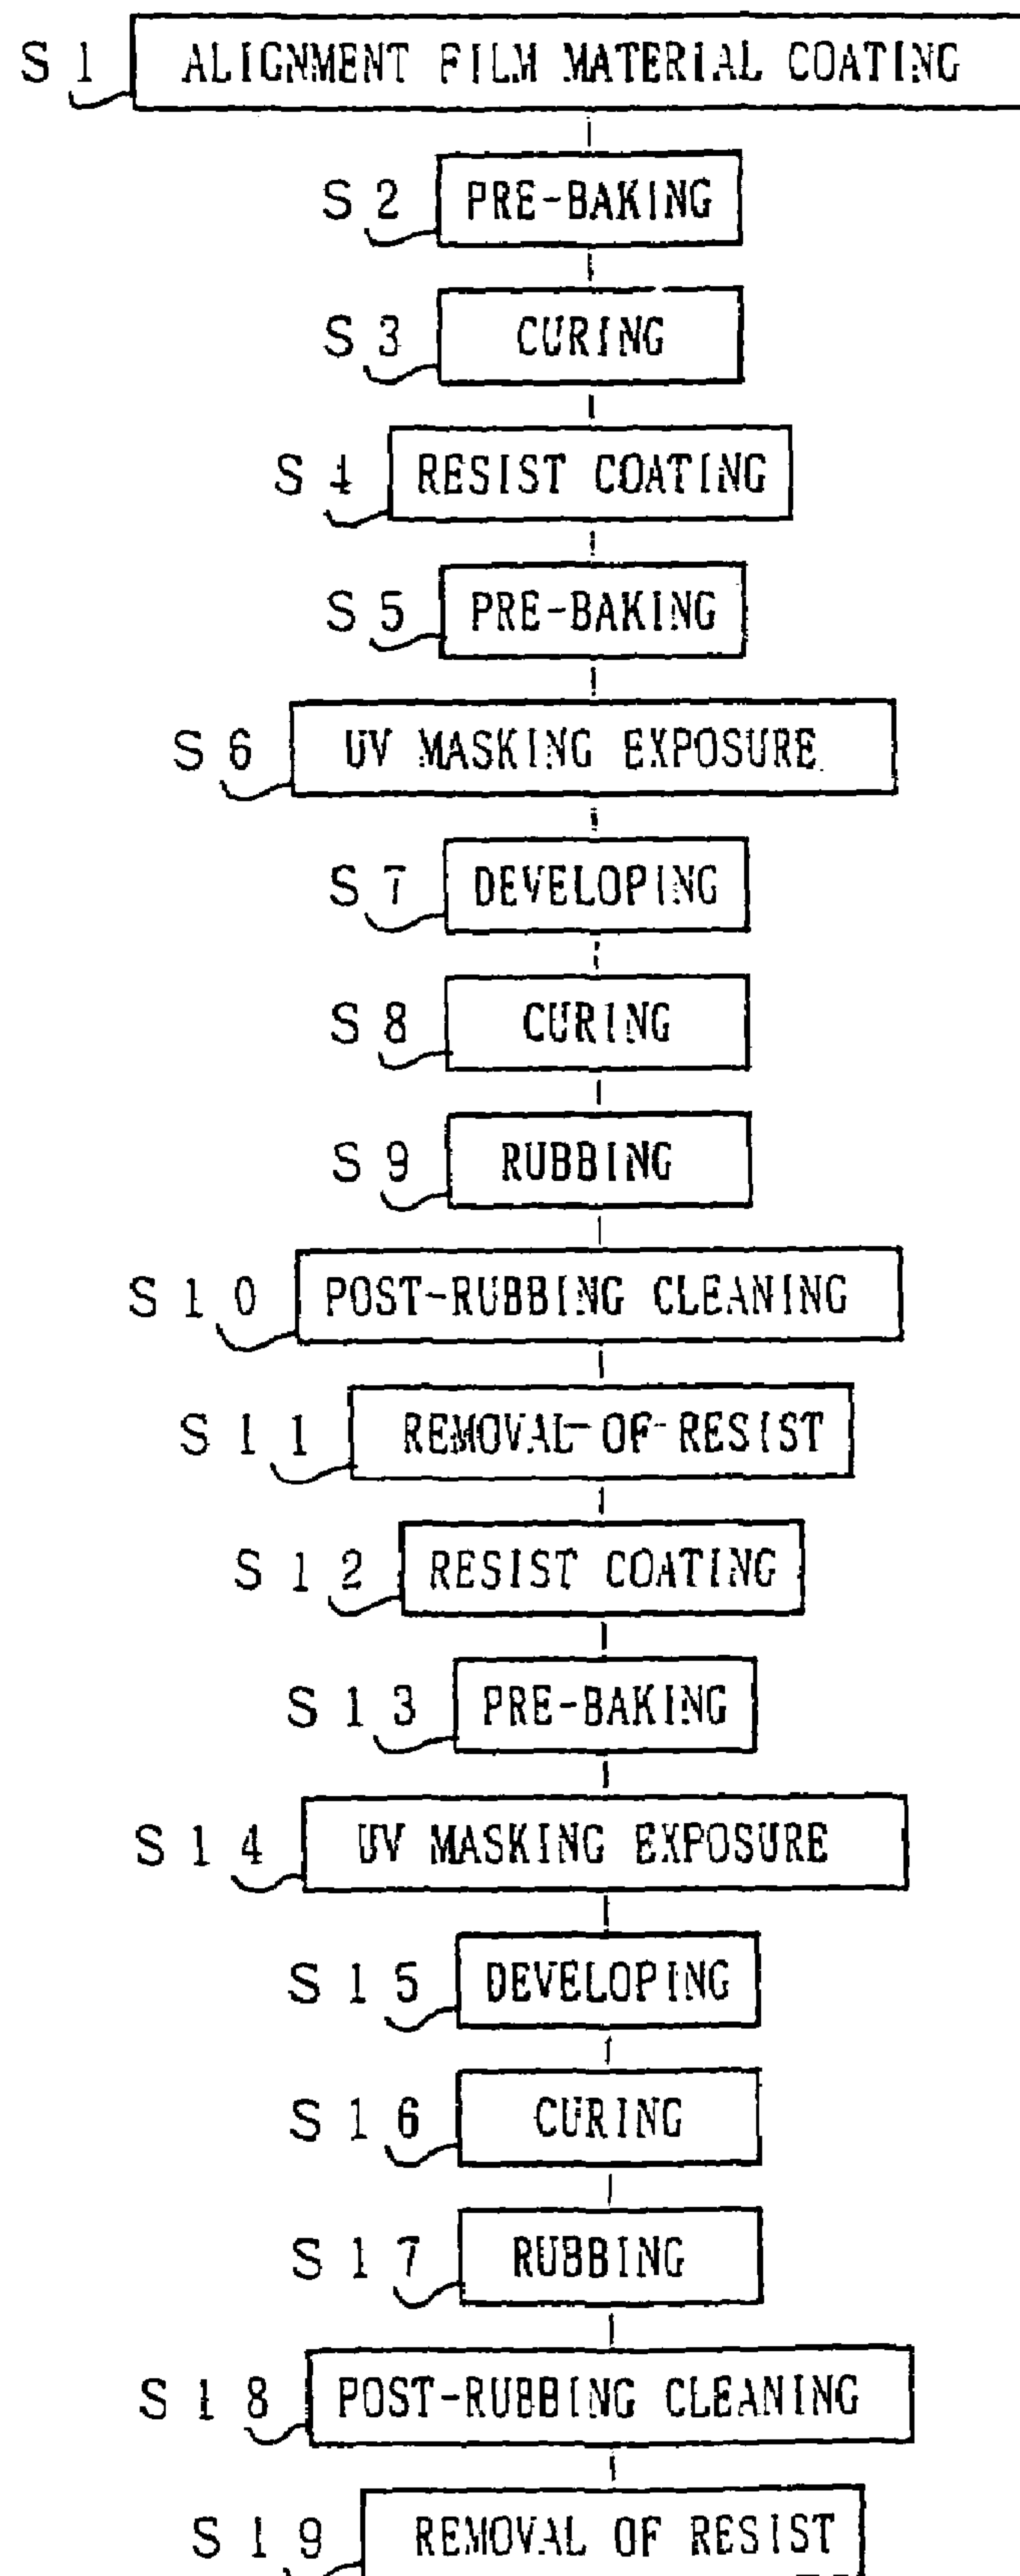 S1 ALIGNMENT FILM MATERIAL COATING
S2 PRE-BAKING
S3 CURING
S4 RESIST COATING
S5 PRE-BAKING
S6 UV MASKING EXPOSURE
S7 DEVELOPING
S8 CURING
S9 RUBBING
S10 POST-RUBBING CLEANING
S11 REMOVAL OF RESIST
S12 RESIST COATING
S13 PRE-BAKING
S14 UV MASKING EXPOSURE
S15 DEVELOPING
S16 CURING
S17 RUBBING
S18 POST-RUBBING CLEANING
S19 REMOVAL OF RESIST